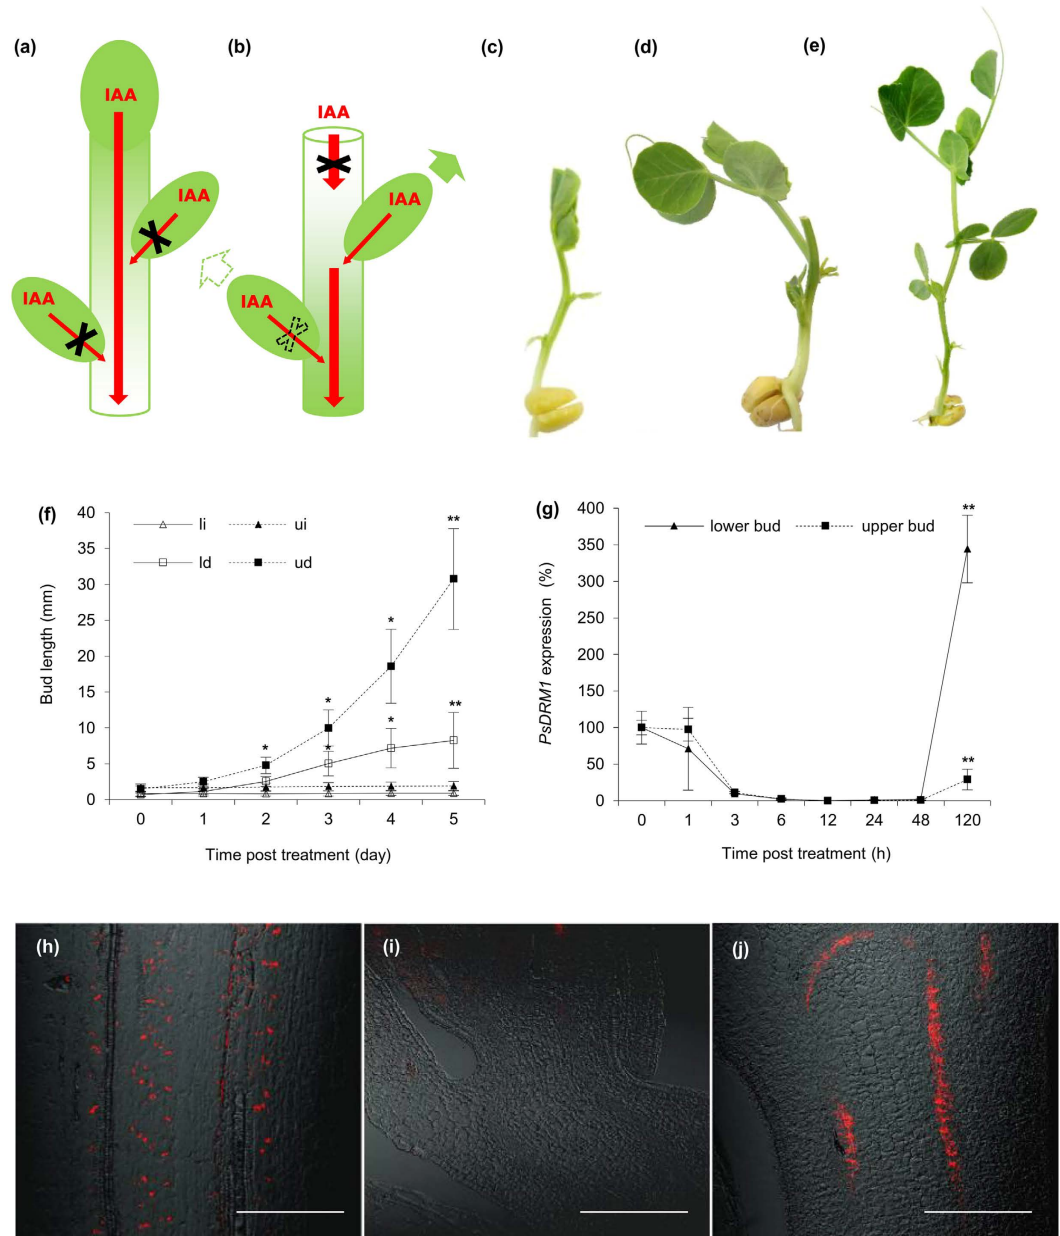 (a)
(b)
(c)
(d)
(e)
IAA
IAA
IAA
IAA
IAA
IAA
(f)
li
ui
ld
ud
40
35
30
25
20
15
10
5
0
Bud length (mm)
*
*
*
*
*
**
**
0 1 2 3 4 5
Time post treatment (day)
(g)
lower bud
upper bud
400
350
300
250
200
150
100
50
0
PsDRM1 expression (%)
**
**
0 1 3 6 12 24 48 120
Time post treatment (h)
(h)
(i)
(j)